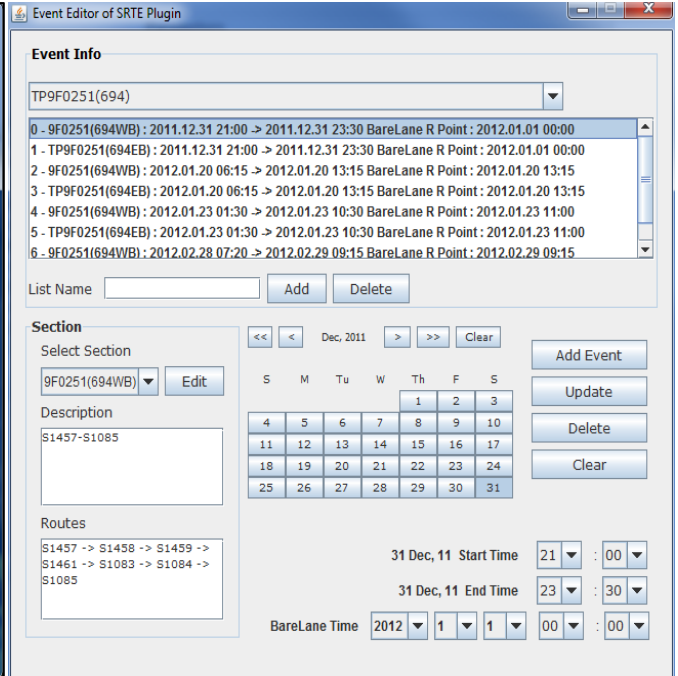 Event Editor of SRTE Plugin
Event Info
TP9F0251(694)
0 - 9F0251(694WB) : 2011.12.31 21:00 -> 2011.12.31 23:30 BareLane R Point : 2012.01.01 00:00
1 - TP9F0251(694EB) : 2011.12.31 21:00 -> 2011.12.31 23:30 BareLane R Point : 2012.01.01 00:00
2 - 9F0251(694WB) : 2012.01.20 06:15 -> 2012.01.20 13:15 BareLane R Point : 2012.01.20 13:15
3 - TP9F0251(694EB) : 2012.01.20 06:15 -> 2012.01.20 13:15 BareLane R Point : 2012.01.20 13:15
4 - 9F0251(694WB) : 2012.01.23 01:30 -> 2012.01.23 10:30 BareLane R Point : 2012.01.23 11:00
5 - TP9F0251(694EB) : 2012.01.23 01:30 -> 2012.01.23 10:30 BareLane R Point : 2012.01.23 11:00
6 - 9F0251(694WB) : 2012.02.28 07:20 -> 2012.02.29 09:15 BareLane R Point : 2012.02.29 09:15
List Name Add Delete
Section
Select Section
9F0251(694WB) Edit
Description
S1457-S1085
Routes
S1457 -> S1458 -> S1459 ->
S1461 -> S1083 -> S1084 ->
S1085
<< < Dec, 2011 > >> Clear
S M Tu W Th F S
1 2 3
4 5 6 7 8 9 10
11 12 13 14 15 16 17
18 19 20 21 22 23 24
25 26 27 28 29 30 31
Add Event
Update
Delete
Clear
31 Dec, 11 Start Time 21 : 00
31 Dec, 11 End Time 23 : 30
BareLane Time 2012 1 1 00 : 00